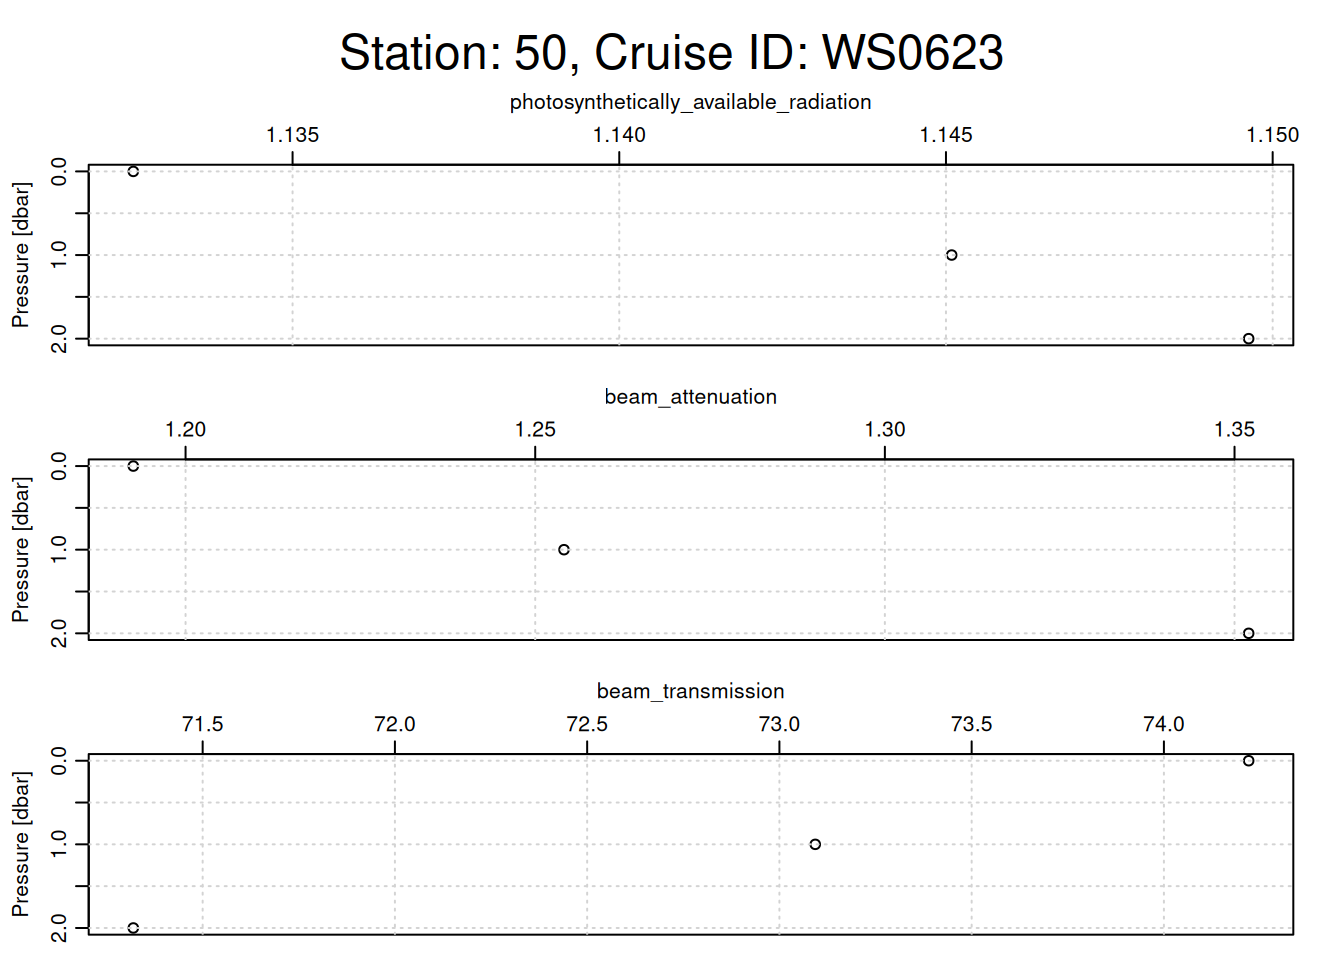 Station: 50, Cruise ID: WS0623
photosynthetically_available_radiation
1.135 1.140 1.145 1.150
Pressure [dbar]
0.0
1.0
2.0
beam_attenuation
1.20 1.25 1.30 1.35
Pressure [dbar]
0.0
1.0
2.0
beam_transmission
71.5 72.0 72.5 73.0 73.5 74.0
Pressure [dbar]
0.0
1.0
2.0